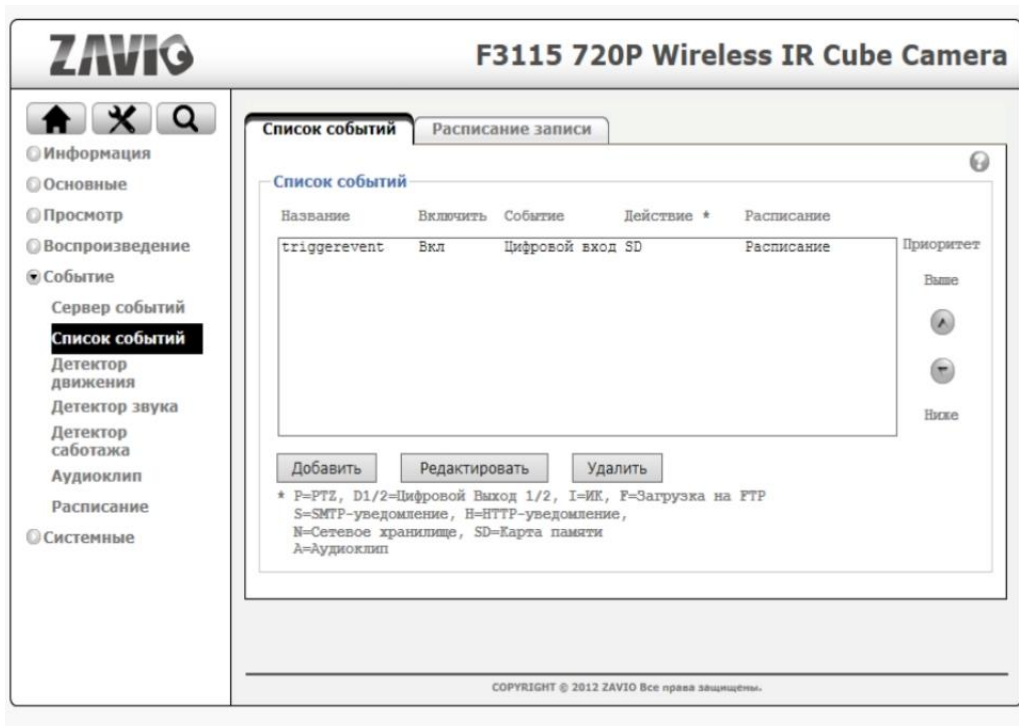 ZAVIO
F3115 720P Wireless IR Cube Camera
Информация
Основные
Просмотр
Воспроизведение
Событие
Сервер событий
Список событий
Детектор
движения
Детектор звука
Детектор
саботажа
Аудиоклип
Расписание
Системные
Список событий Расписание записи
Список событий
Название Включить Событие Действие * Расписание
triggerevent Вкл Цифровой вход SD Расписание
Приоритет
Выше
Ниже
Добавить Редактировать Удалить
* P=PTZ, D1/2=Цифровой Выход 1/2, I=ИК, F=Загрузка на FTP
S=SMTP-уведомление, H=HTTP-уведомление,
N=Сетевое хранилище, SD=Карта памяти
A=Аудиоклип
COPYRIGHT © 2012 ZAVIO Все права защищены.